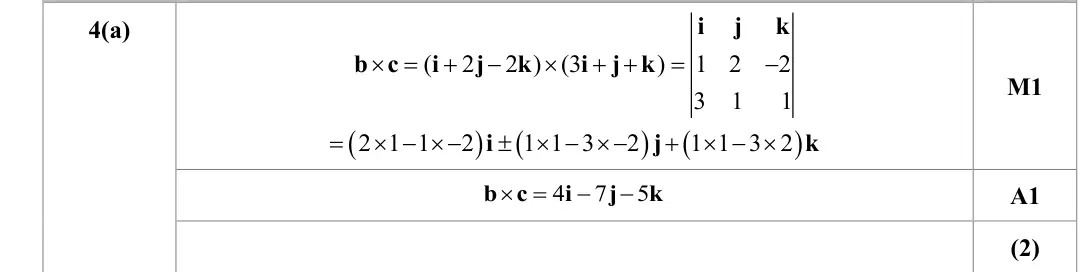 4(a)
b × c = (i + 2j − 2k) × (3i + j + k) = |i j k|
|1 2 −2|
|3 1 1|
M1
= (2×1−1×−2)i ± (1×1−3×−2)j + (1×1−3×2)k
b × c = 4i − 7j − 5k
A1
(2)